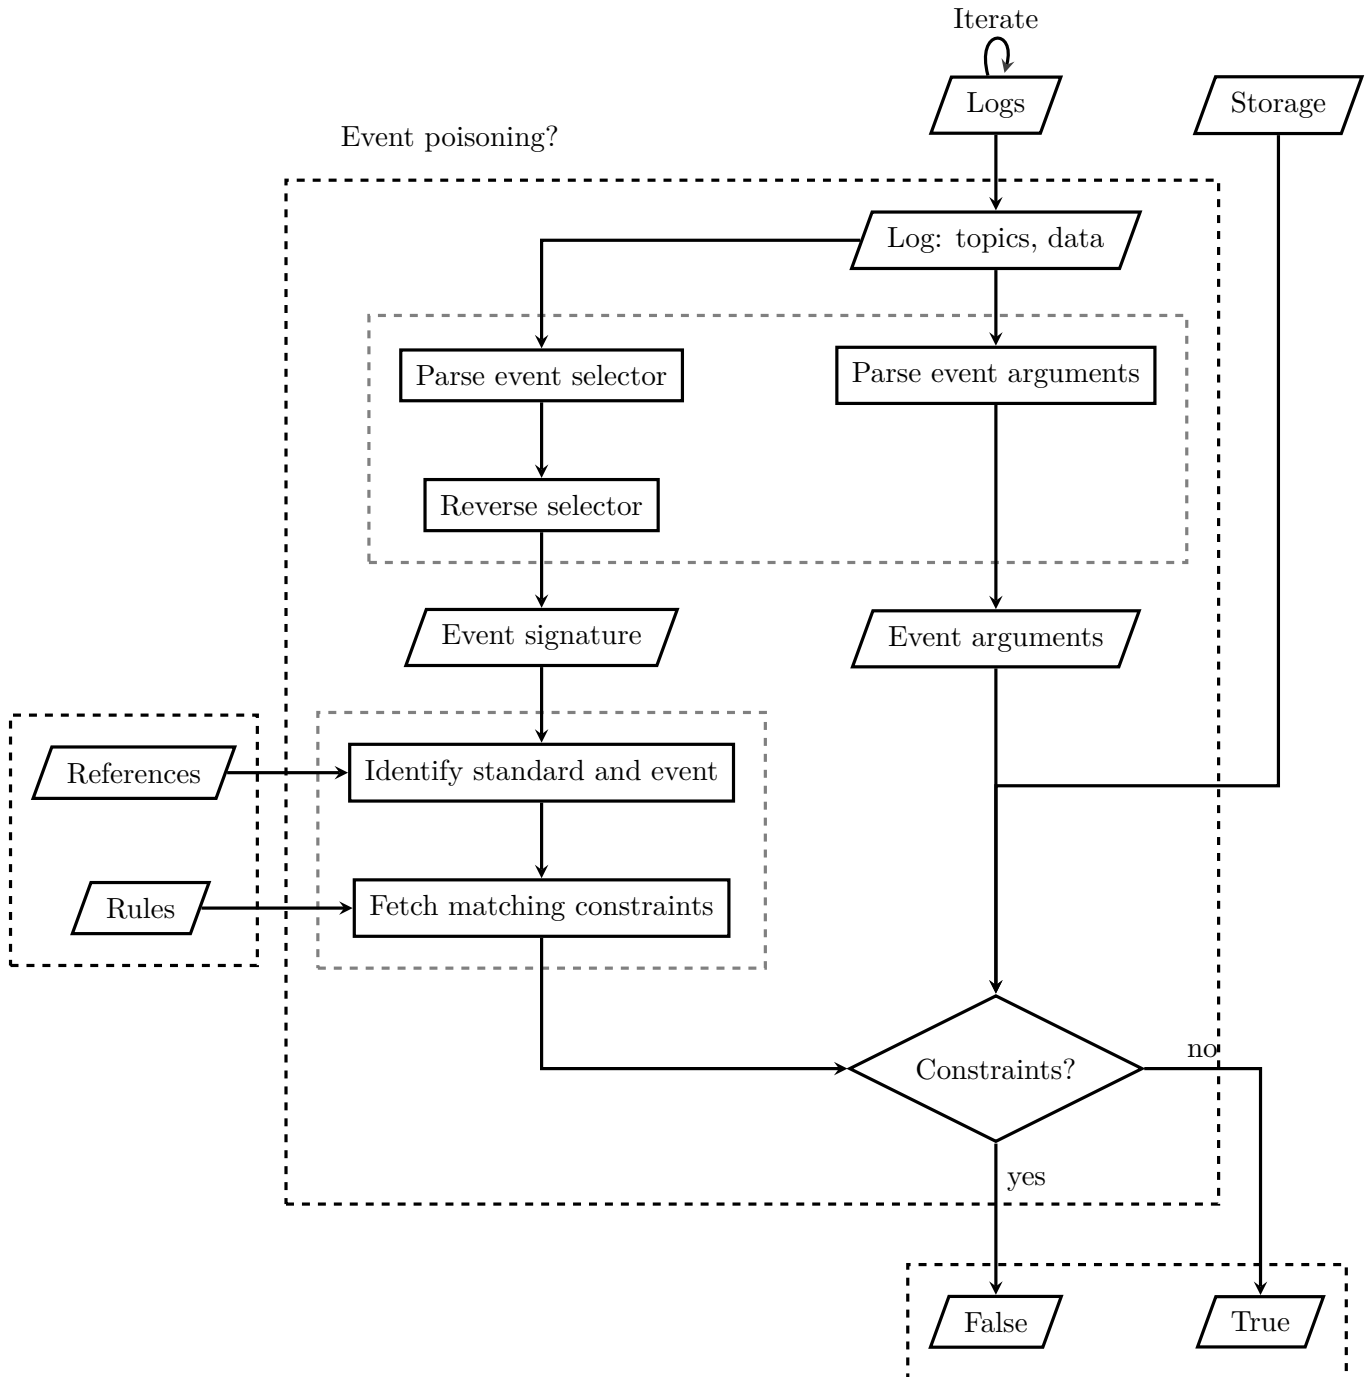 Iterate
Logs
Storage
Event poisoning?
Log: topics, data
Parse event selector
Parse event arguments
Reverse selector
Event signature
Event arguments
References
Identify standard and event
Rules
Fetch matching constraints
Constraints?
no
yes
False
True